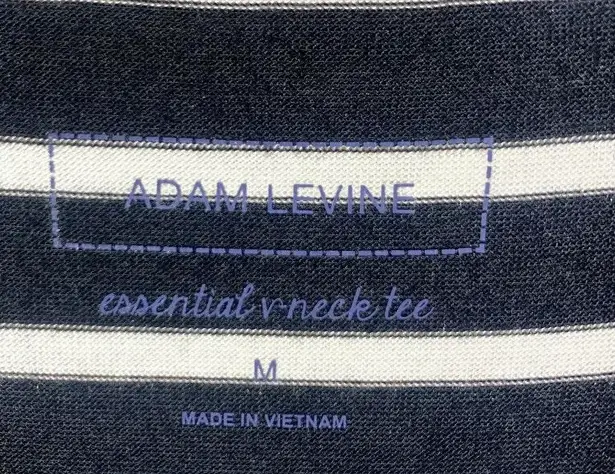 ADAM LEVINE
essential v-neck tee
M
MADE IN VIETNAM